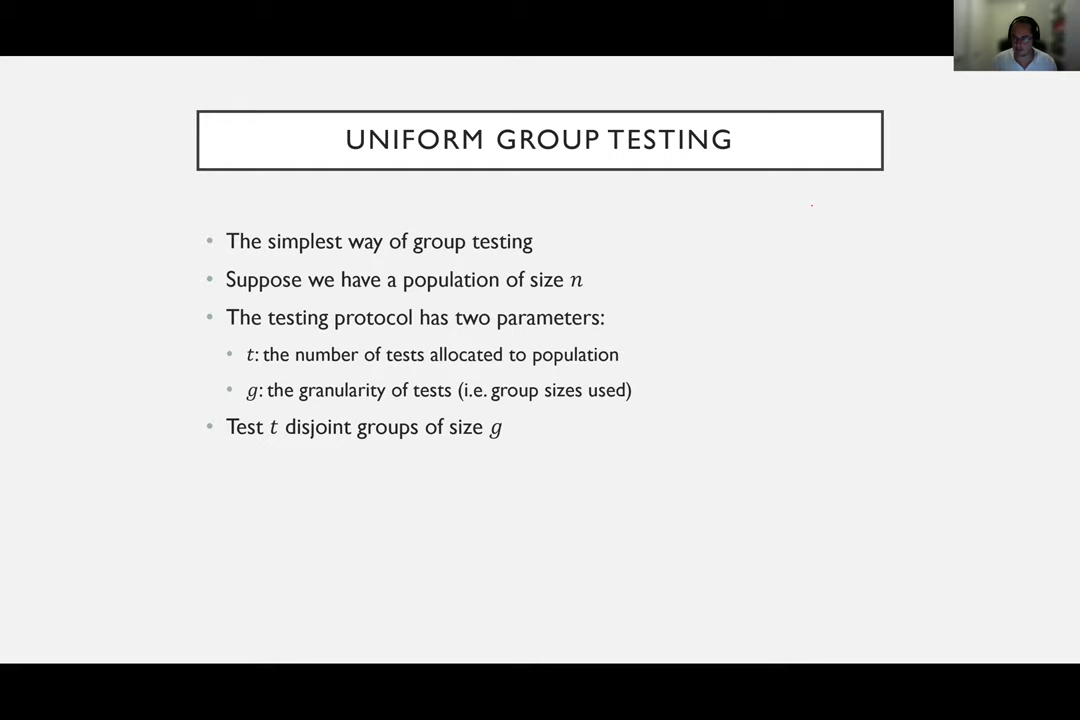 UNIFORM GROUP TESTING
• The simplest way of group testing
• Suppose we have a population of size n
• The testing protocol has two parameters:
• t: the number of tests allocated to population
• g: the granularity of tests (i.e. group sizes used)
• Test t disjoint groups of size g